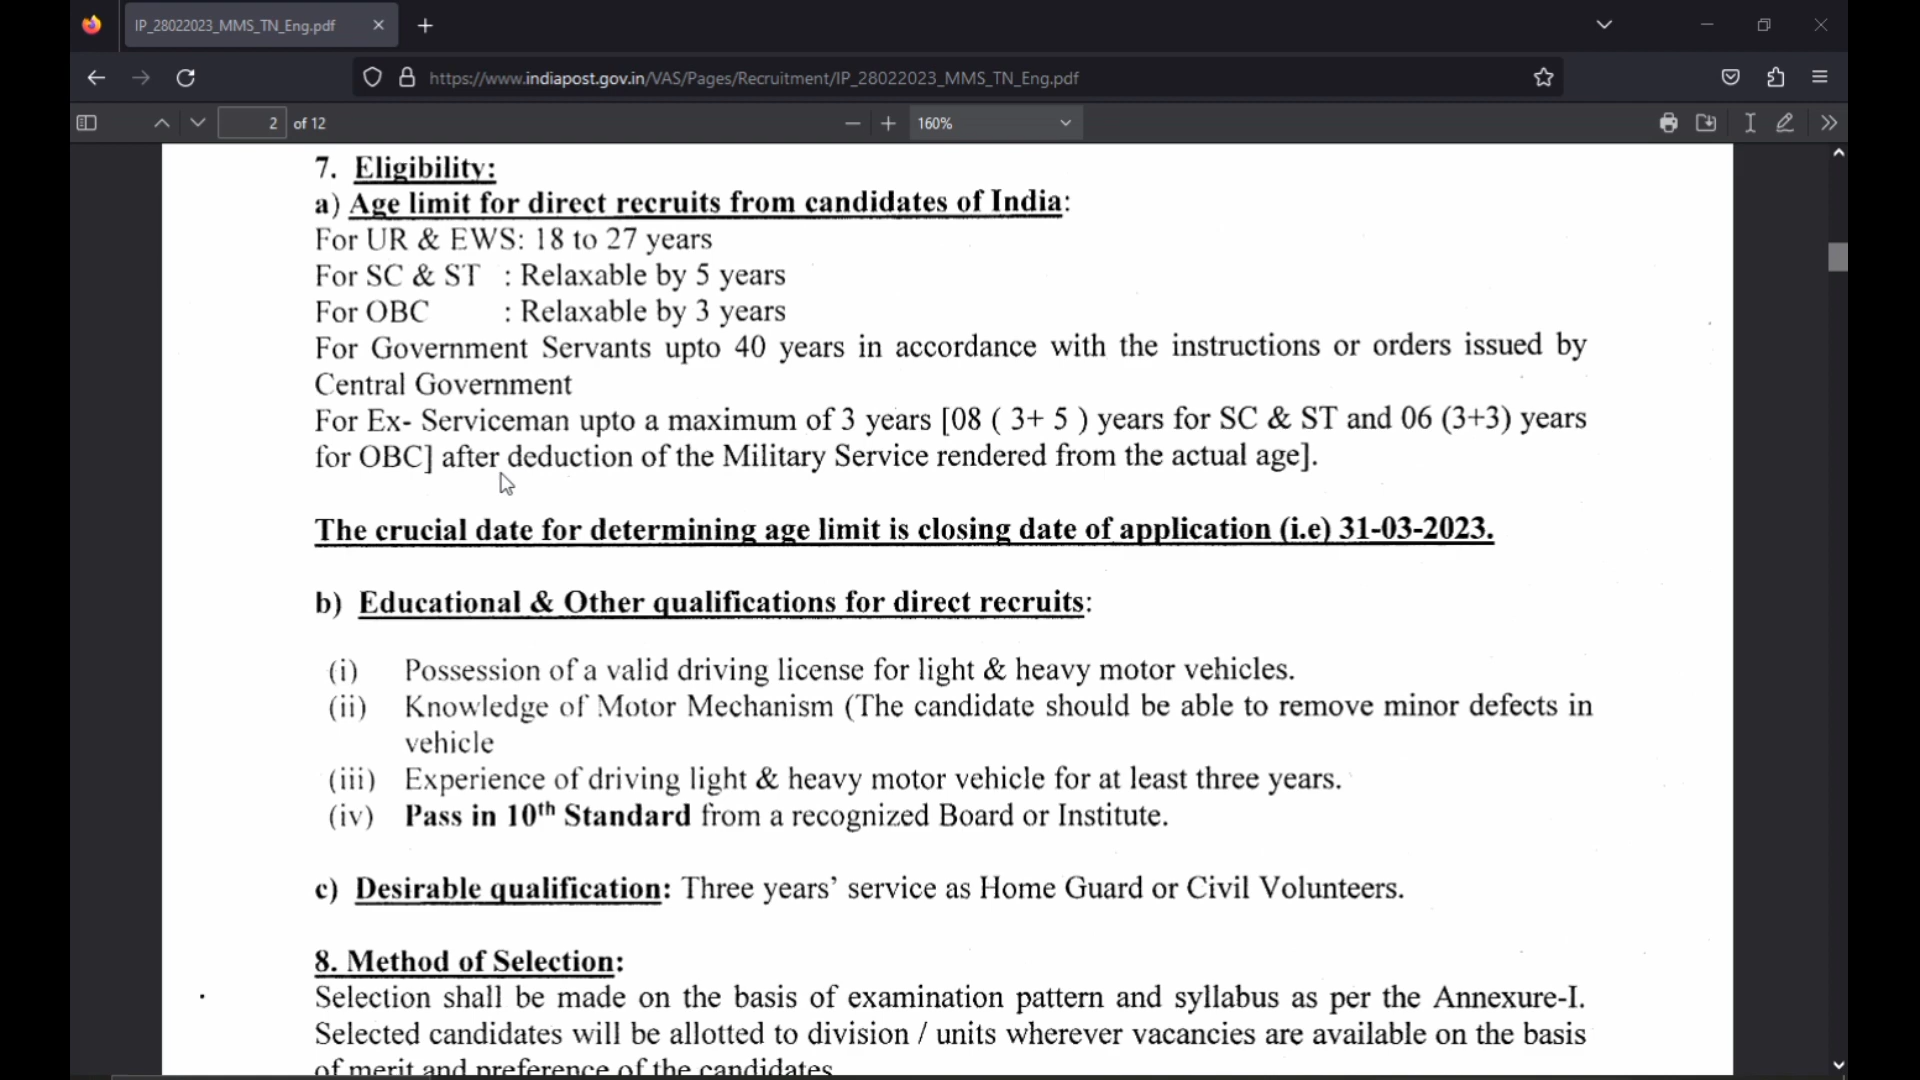 IP_28022023_MMS_TN_Eng.pdf
https://www.indiapost.gov.in/VAS/Pages/Recruitment/IP_28022023_MMS_TN_Eng.pdf
2 of 12
160%
7. Eligibility:
a) Age limit for direct recruits from candidates of India:
For UR & EWS: 18 to 27 years
For SC & ST : Relaxable by 5 years
For OBC : Relaxable by 3 years
For Government Servants upto 40 years in accordance with the instructions or orders issued by
Central Government
For Ex- Serviceman upto a maximum of 3 years [08 ( 3+ 5 ) years for SC & ST and 06 (3+3) years
for OBC] after deduction of the Military Service rendered from the actual age].
The crucial date for determining age limit is closing date of application (i.e) 31-03-2023.
b) Educational & Other qualifications for direct recruits:
(i) Possession of a valid driving license for light & heavy motor vehicles.
(ii) Knowledge of Motor Mechanism (The candidate should be able to remove minor defects in
vehicle
(iii) Experience of driving light & heavy motor vehicle for at least three years.
(iv) Pass in 10th Standard from a recognized Board or Institute.
c) Desirable qualification: Three years’ service as Home Guard or Civil Volunteers.
8. Method of Selection:
Selection shall be made on the basis of examination pattern and syllabus as per the Annexure-I.
Selected candidates will be allotted to division / units wherever vacancies are available on the basis
of merit and preference of the candidates